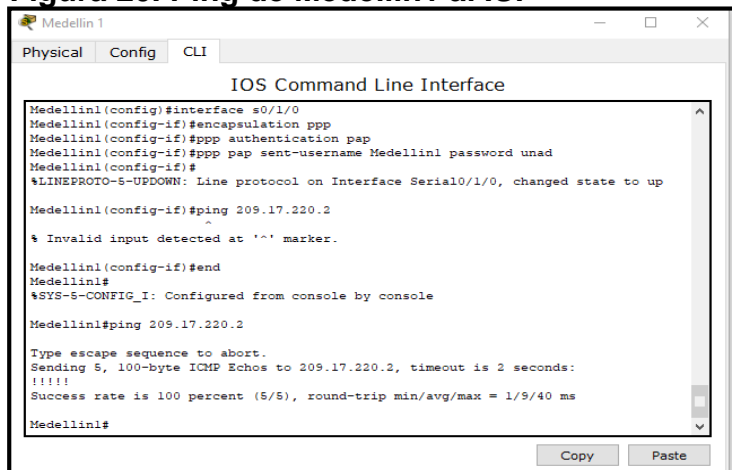 Medellin 1
Physical Config CLI
IOS Command Line Interface
Medellin1(config)#interface s0/1/0
Medellin1(config-if)#encapsulation ppp
Medellin1(config-if)#ppp authentication pap
Medellin1(config-if)#ppp pap sent-username Medellin1 password unad
Medellin1(config-if)#
%LINEPROTO-5-UPDOWN: Line protocol on Interface Serial0/1/0, changed state to up
Medellin1(config-if)#ping 209.17.220.2
^
% Invalid input detected at '^' marker.
Medellin1(config-if)#end
Medellin1#
%SYS-5-CONFIG_I: Configured from console by console
Medellin1#ping 209.17.220.2
Type escape sequence to abort.
Sending 5, 100-byte ICMP Echos to 209.17.220.2, timeout is 2 seconds:
!!!!!
Success rate is 100 percent (5/5), round-trip min/avg/max = 1/9/40 ms
Medellin1#
Copy Paste